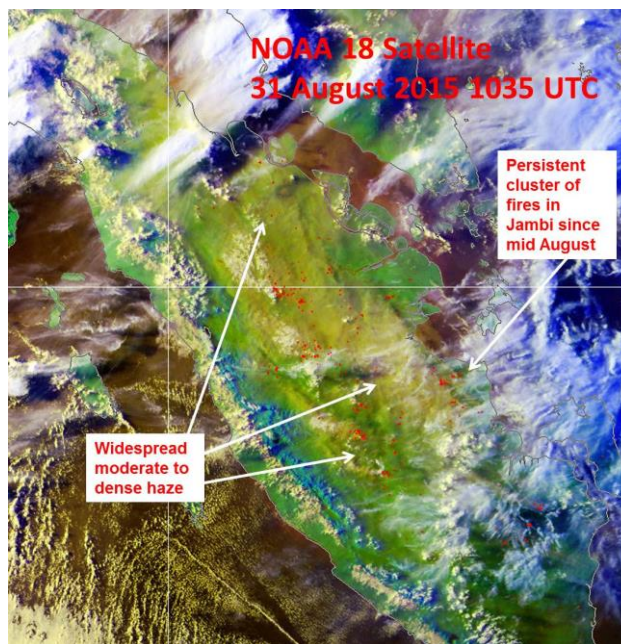 NOAA 18 Satellite
31 August 2015 1035 UTC
Persistent
cluster of
fires in
Jambi since
mid August
Widespread
moderate to
dense haze